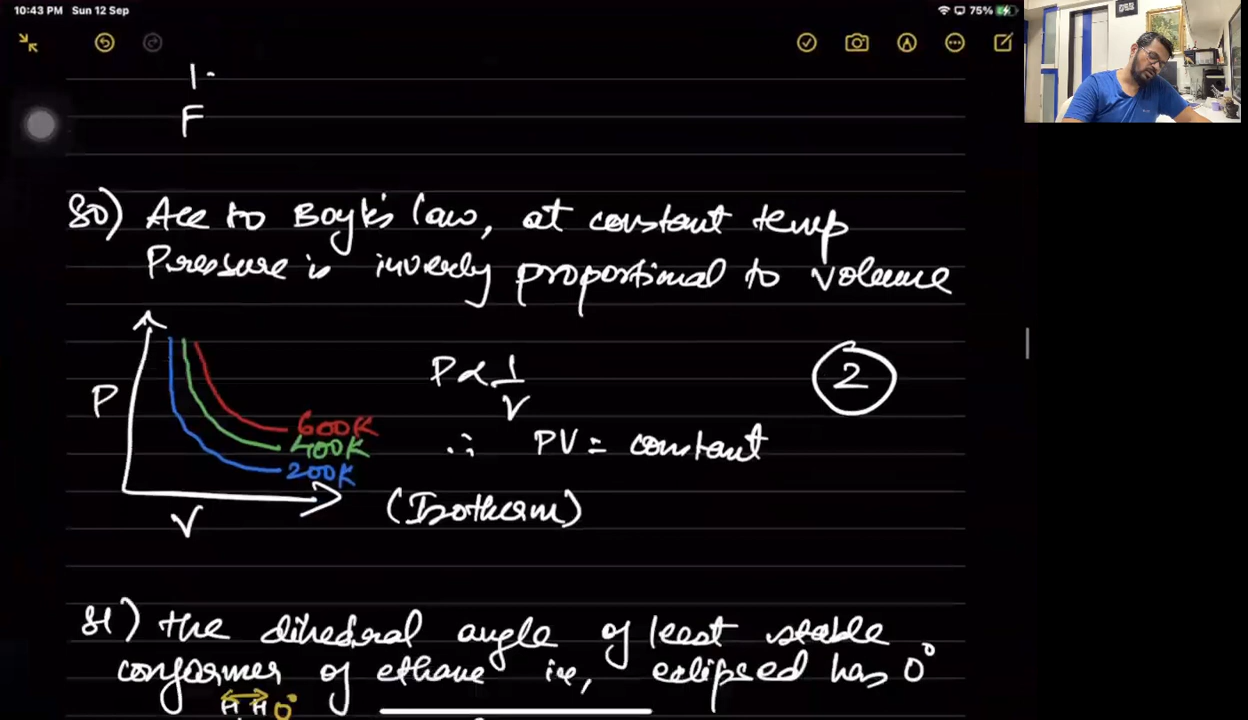 10:43 PM Sun 12 Sep
75%
F
80) Acc to Boyle's law, at constant temp
Pressure is inversely proportional to volume
P
600K
400K
200K
V
P ∝ 1/V
∴ PV = constant
(Isotherm)
2
81) the dihedral angle of least stable
conformer of ethane ie, eclipsed has 0°
H H 0°